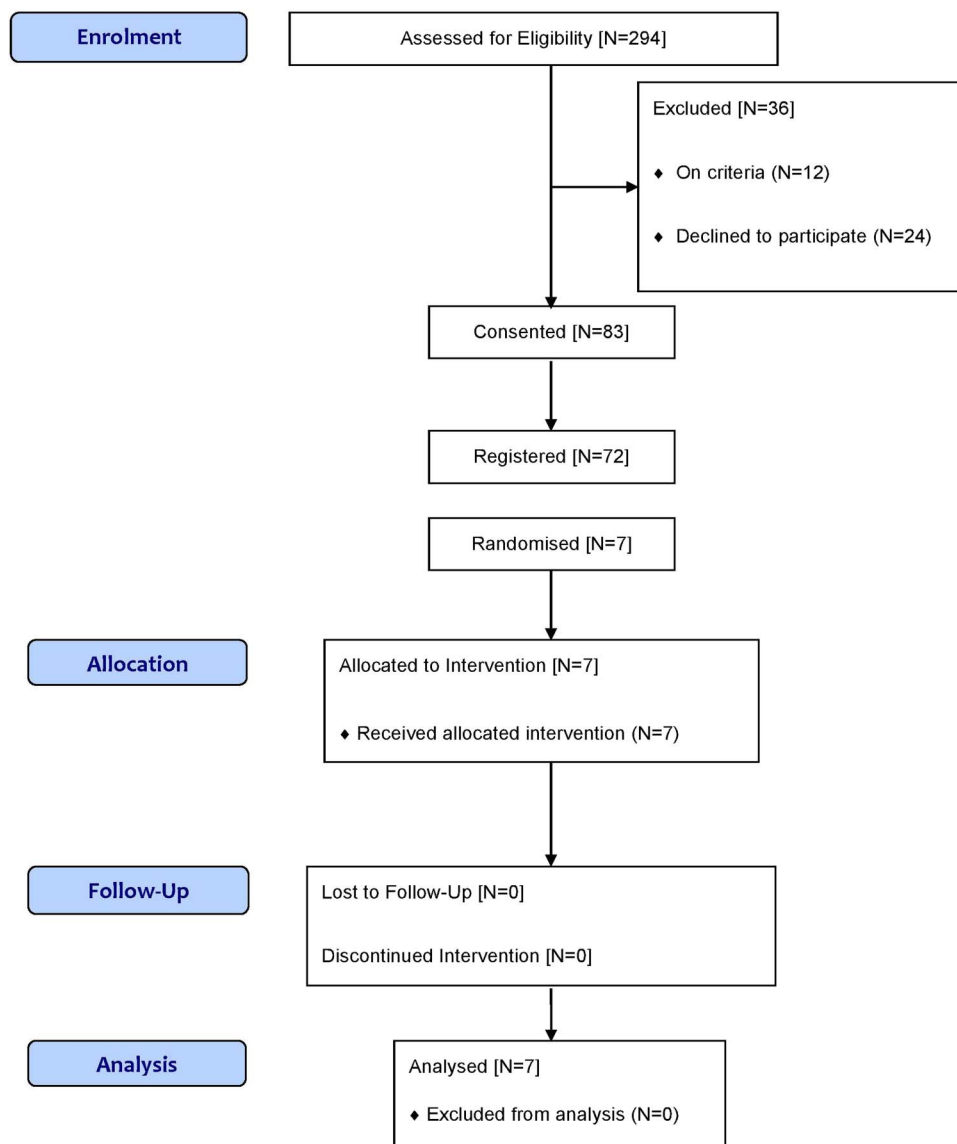 Enrolment
Assessed for Eligibility [N=294]
Excluded [N=36]
♦ On criteria (N=12)
♦ Declined to participate (N=24)
Consented [N=83]
Registered [N=72]
Randomised [N=7]
Allocation
Allocated to Intervention [N=7]
♦ Received allocated intervention (N=7)
Follow-Up
Lost to Follow-Up [N=0]
Discontinued Intervention [N=0]
Analysis
Analysed [N=7]
♦ Excluded from analysis (N=0)